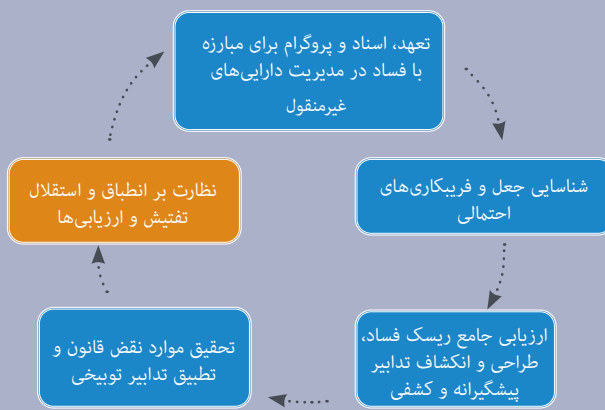 تعهد، اسناد و پروگرام برای مبارزه
با فساد در مدیریت دارایی‌های
غیرمنقول
شناسایی جعل و فریبکاری‌های
احتمالی
ارزیابی جامع ریسک فساد،
طراحی و انکشاف تدابیر
پیشگیرانه و کشفی
تحقیق موارد نقض قانون و
تطبیق تدابیر توبیخی
نظارت بر انطباق و استقلال
تفتیش و ارزیابی‌ها